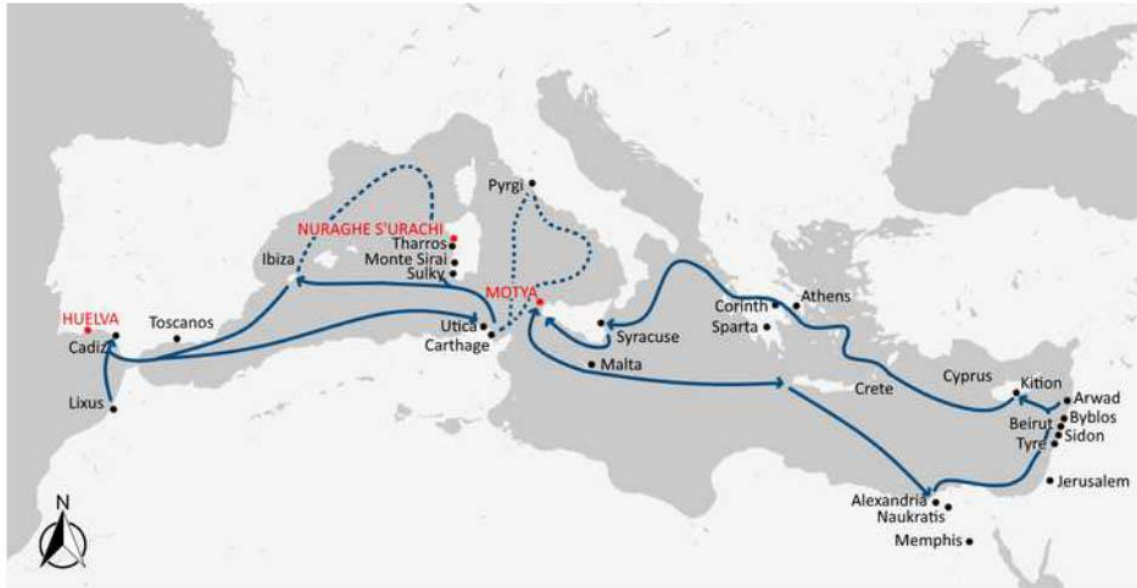 Pyrgi
NURAGHE S'URACHI
Tharros
Monte Sirai
Sulky
Ibiza
MOTYA
HUELVA
Toscanos
Cadiz
Lixus
Utica
Carthage
Syracuse
Malta
Corinth
Athens
Sparta
Crete
Cyprus
Kition
Arwad
Byblos
Beirut
Sidon
Tyre
Jerusalem
Alexandria
Naukratis
Memphis
N